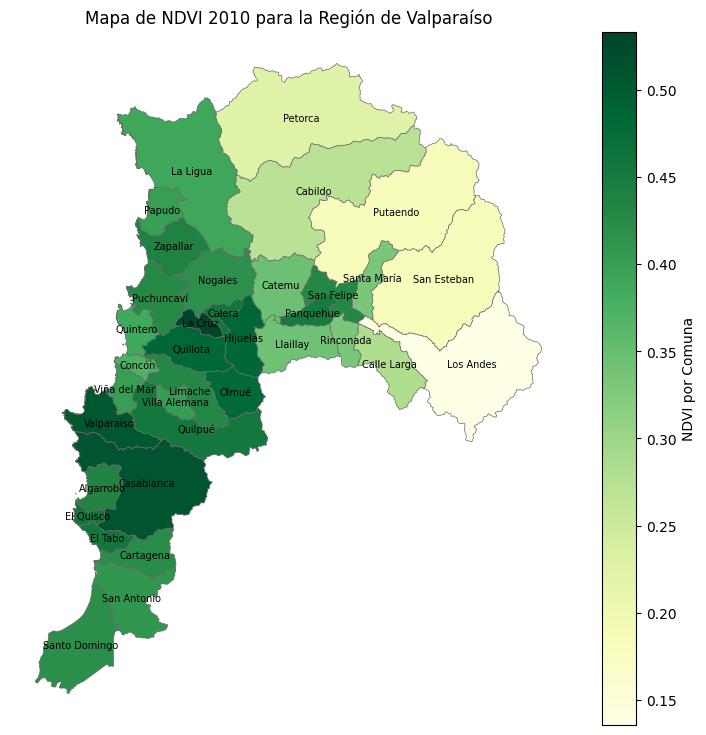 Mapa de NDVI 2010 para la Región de Valparaíso
Petorca
La Ligua
Cabildo
Papudo
Putaendo
Zapallar
Nogales
Catemu
Santa María
San Esteban
Puchuncaví
San Felipe
Calera
Panquehue
La Cruz
Quintero
Hijuelas
Rinconada
Llaillay
Quillota
Concón
Calle Larga
Los Andes
Viña del Mar
Limache
Olmué
Villa Alemana
Valparaíso
Quilpué
Casablanca
Algarrobo
El Quisco
El Tabo
Cartagena
San Antonio
Santo Domingo
0.50
0.45
0.40
0.35
0.30
0.25
0.20
0.15
NDVI por Comuna